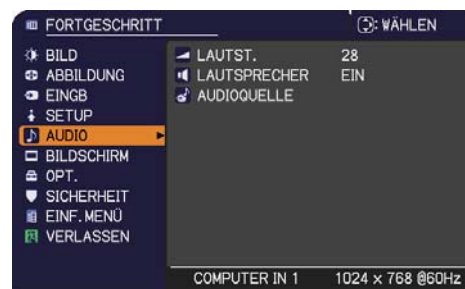 FORTGESCHRITT : WÄHLEN
BILD
ABBILDUNG
EINGB
SETUP
AUDIO
BILDSCHIRM
OPT.
SICHERHEIT
EINF. MENÜ
VERLASSEN
LAUTST. 28
LAUTSPRECHER EIN
AUDIOQUELLE
COMPUTER IN 1 1024 x 768 @60Hz